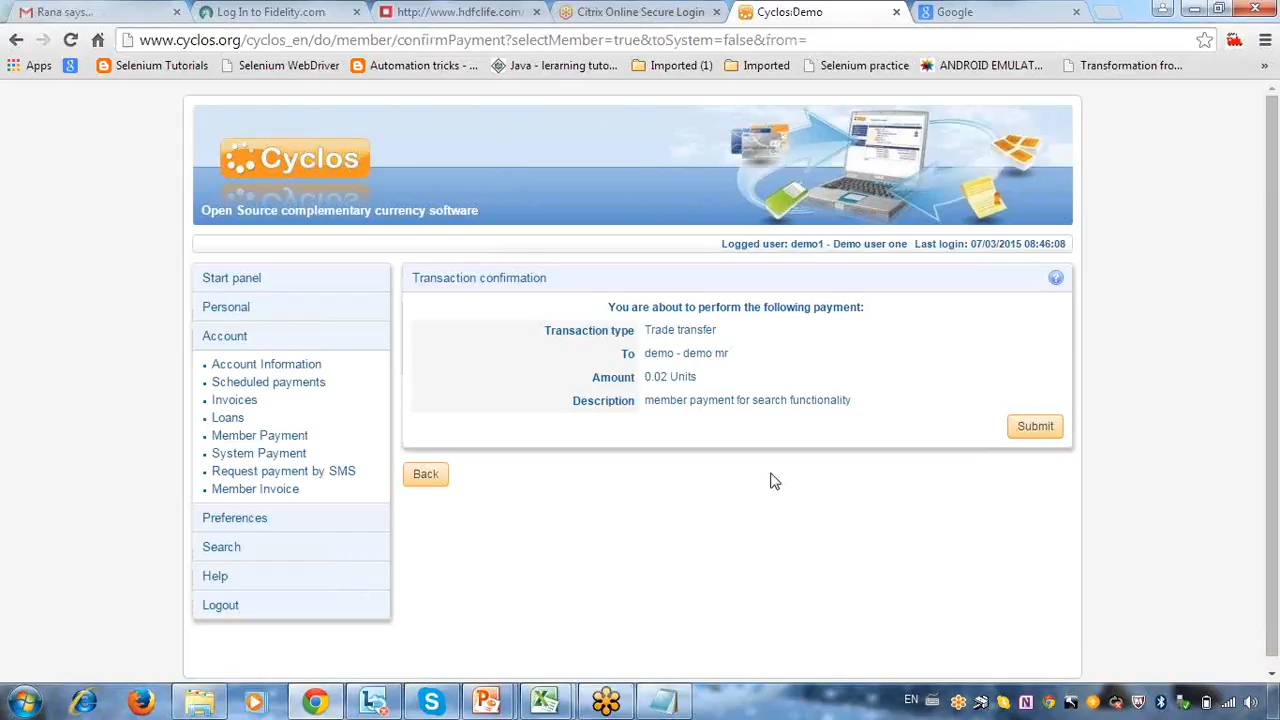 Rana says...
Log In to Fidelity.com
http://www.hdfclife.com/
Citrix Online Secure Login
Cyclos:Demo
Google
www.cyclos.org/cyclos_en/do/member/confirmPayment?selectMember=true&toSystem=false&from=
Apps
Selenium Tutorials
Selenium WebDriver
Automation tricks - ...
Java - lerarning tuto...
Imported (1)
Imported
Selenium practice
ANDROID EMULAT...
Transformation fro...
»
Cyclos
Open Source complementary currency software
Logged user: demo1 - Demo user one Last login: 07/03/2015 08:46:08
Start panel
Personal
Account
Account Information
Scheduled payments
Invoices
Loans
Member Payment
System Payment
Request payment by SMS
Member Invoice
Preferences
Search
Help
Logout
Transaction confirmation
You are about to perform the following payment:
Transaction type Trade transfer
To demo - demo mr
Amount 0.02 Units
Description member payment for search functionality
Submit
Back
EN